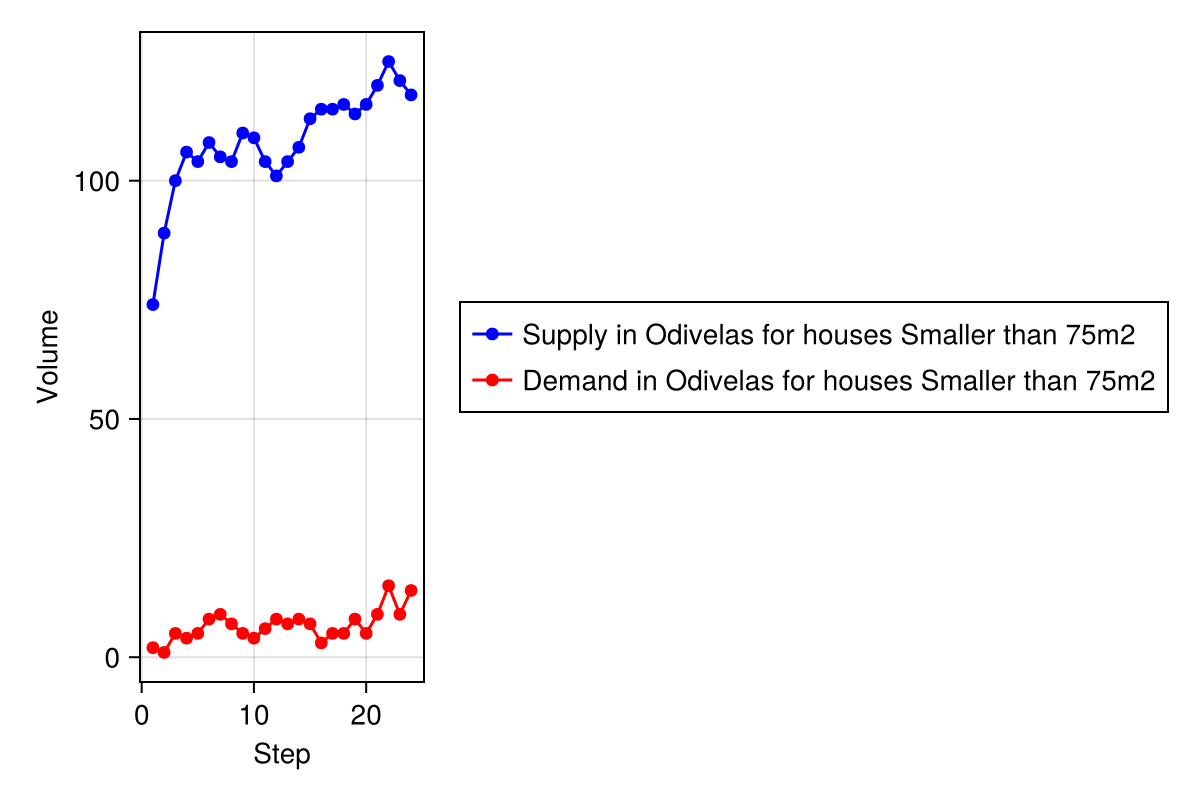 Volume
100
50
0
0 10 20
Step
Supply in Odivelas for houses Smaller than 75m2
Demand in Odivelas for houses Smaller than 75m2